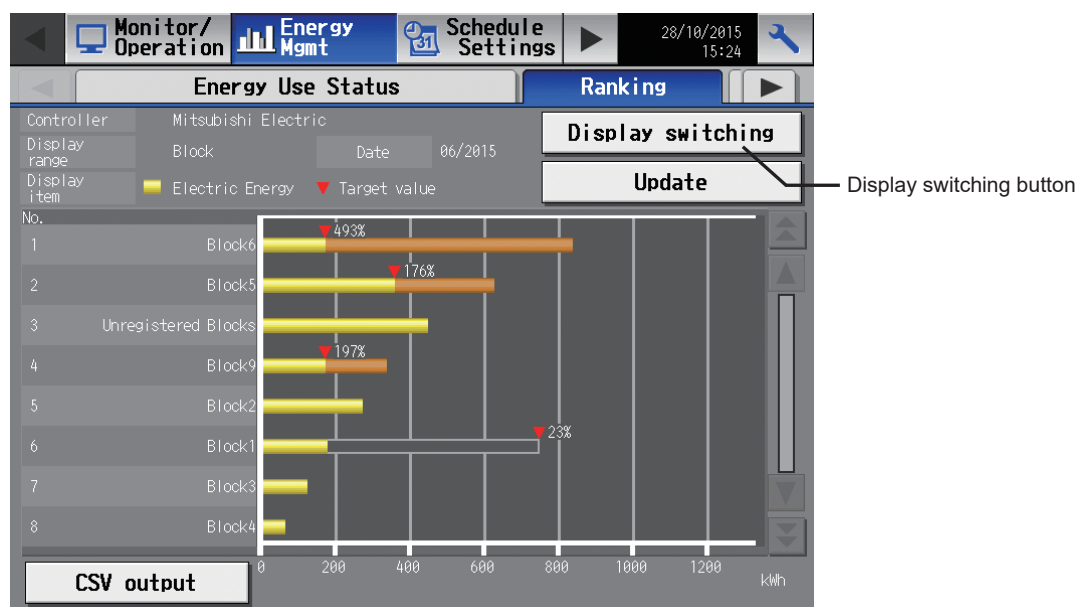 Monitor/
Operation
Energy
Mgmt
31
Schedule
Settings
28/10/2015
15:24
Energy Use Status
Ranking
Controller Mitsubishi Electric
Display switching
Display
range
Block Date 06/2015
Display
item
Electric Energy Target value
Update
Display switching button
No.
493%
1 Block6
176%
2 Block5
3 Unregistered Blocks
197%
4 Block9
5 Block2
23%
6 Block1
7 Block3
8 Block4
0 200 400 600 800 1000 1200
kWh
CSV output